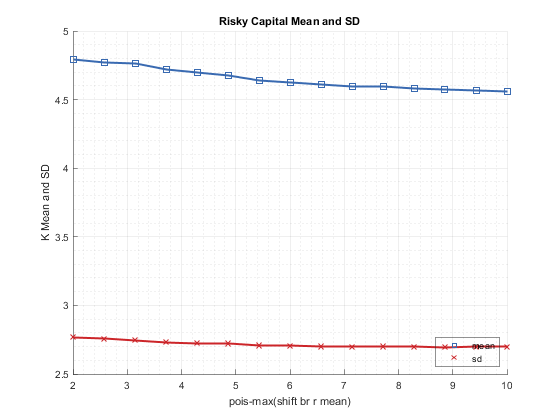 Risky Capital Mean and SD
5
4.5
4
3.5
3
2.5
K Mean and SD
2 3 4 5 6 7 8 9 10
pois-max(shift br r mean)
mean
sd